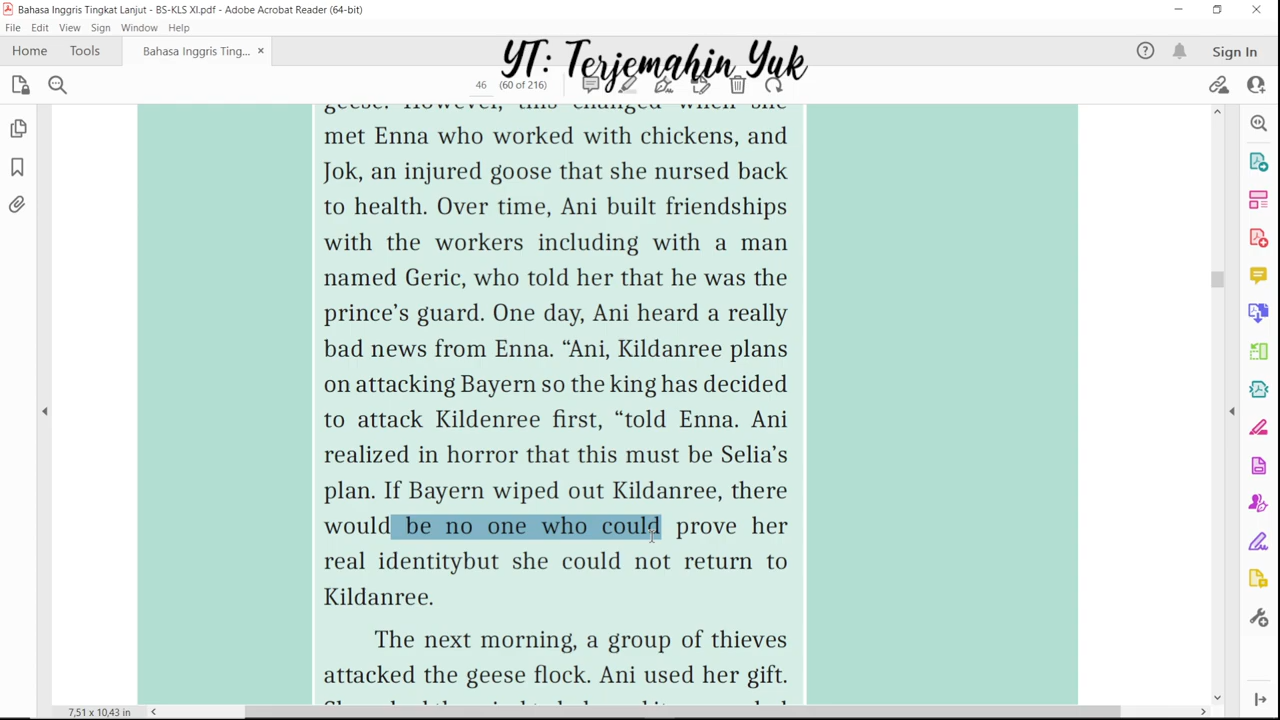 Bahasa Inggris Tingkat Lanjut - BS-KLS XI.pdf - Adobe Acrobat Reader (64-bit)
File Edit View Sign Window Help
Home Tools Bahasa Inggris Ting... × Sign In
YT: Terjemahin Yuk
46 (60 of 216)
geese. However, this changed when she
met Enna who worked with chickens, and
Jok, an injured goose that she nursed back
to health. Over time, Ani built friendships
with the workers including with a man
named Geric, who told her that he was the
prince’s guard. One day, Ani heard a really
bad news from Enna. “Ani, Kildanree plans
on attacking Bayern so the king has decided
to attack Kildenree first, “told Enna. Ani
realized in horror that this must be Selia’s
plan. If Bayern wiped out Kildanree, there
would be no one who could prove her
real identitybut she could not return to
Kildanree.
The next morning, a group of thieves
attacked the geese flock. Ani used her gift.
7,51 x 10,43 in